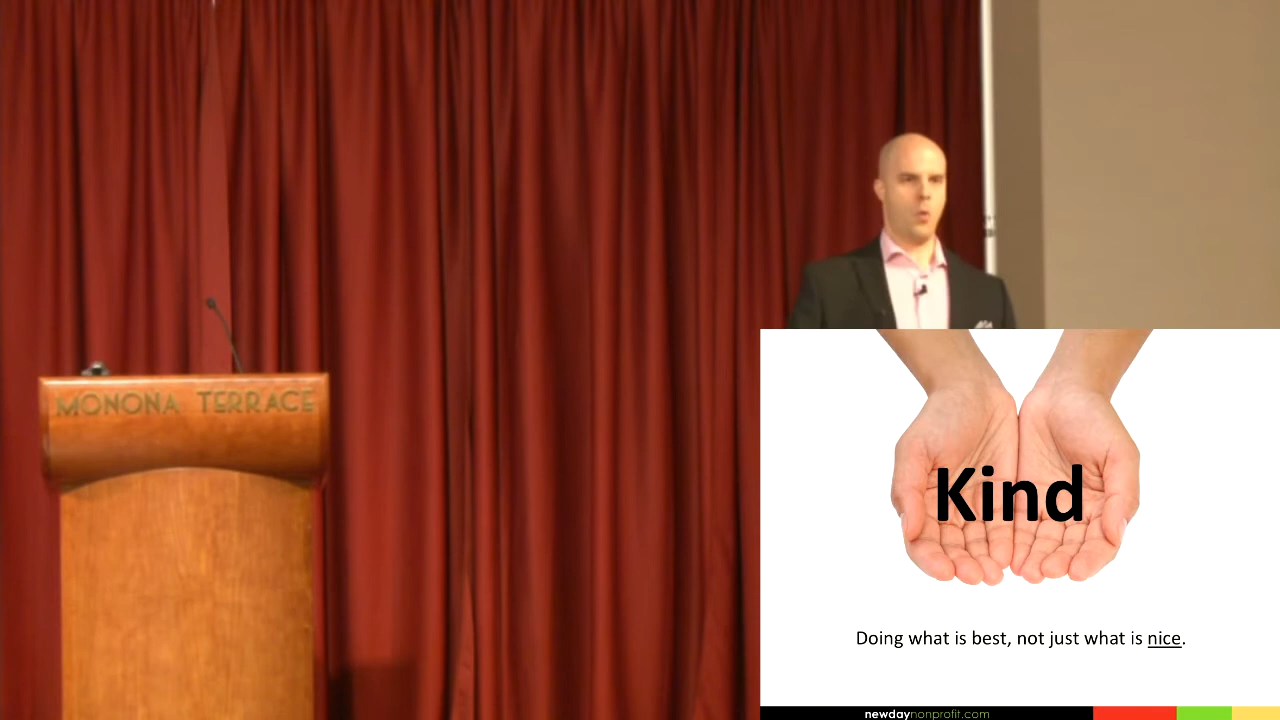 MONONA TERRACE
Kind
Doing what is best, not just what is nice.
newdaynonprofit.com